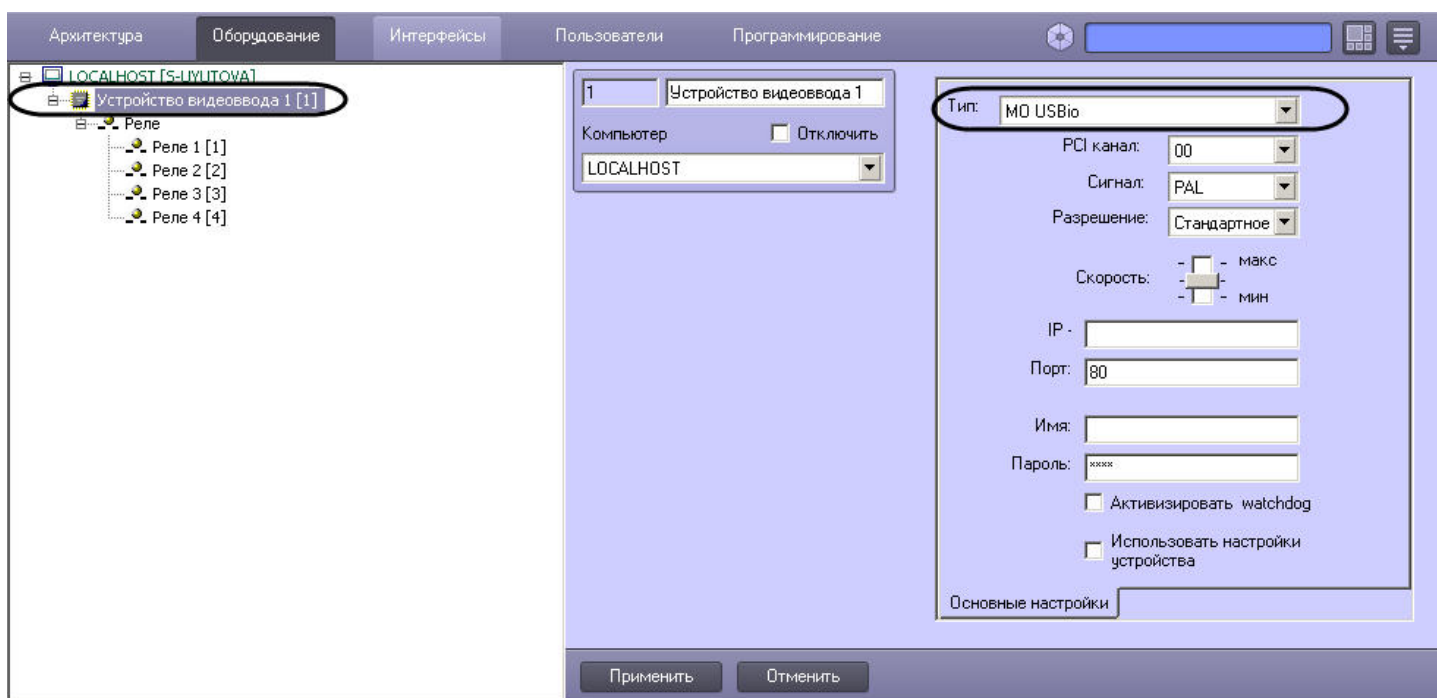 Архитектура Оборудование Интерфейсы Пользователи Программирование
LOCALHOST [S-UYUTOVA]
Устройство видеоввода 1 [1]
Реле
Реле 1 [1]
Реле 2 [2]
Реле 3 [3]
Реле 4 [4]
1 Устройство видеоввода 1
Компьютер Отключить
LOCALHOST
Тип: MO USBio
PCI канал: 00
Сигнал: PAL
Разрешение: Стандартное
Скорость: макс
мин
IP -
Порт: 80
Имя:
Пароль: ****
Активизировать watchdog
Использовать настройки
устройства
Основные настройки
Применить Отменить